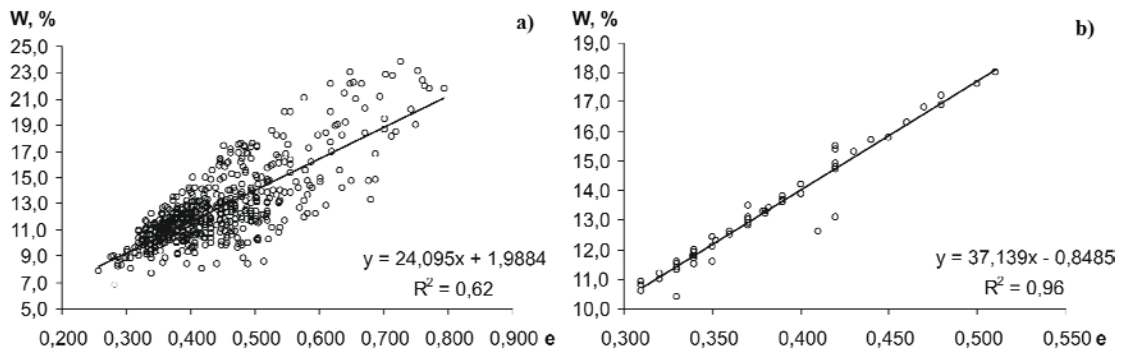 W, %
a)
25,0
23,0
21,0
19,0
17,0
15,0
13,0
11,0
9,0
7,0
5,0
y = 24,095x + 1,9884
R² = 0,62
0,200 0,300 0,400 0,500 0,600 0,700 0,800 0,900 e
W, %
b)
19,0
18,0
17,0
16,0
15,0
14,0
13,0
12,0
11,0
10,0
y = 37,139x - 0,8485
R² = 0,96
0,300 0,350 0,400 0,450 0,500 0,550 e